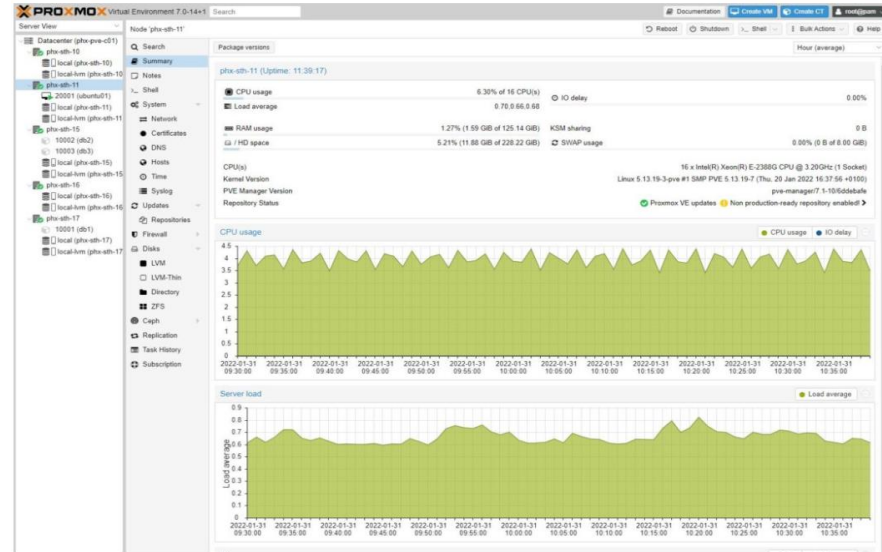 PROXMOX Virtual Environment 7.0-14+1 Search
Documentation Create VM Create CT root@pam
Server View
Datacenter (phx-pve-c01)
phx-sth-10
local (phx-sth-10)
local-lvm (phx-sth-10
phx-sth-11
20001 (ubuntu01)
local (phx-sth-11)
local-lvm (phx-sth-11
phx-sth-15
10002 (db2)
10003 (db3)
local (phx-sth-15)
local-lvm (phx-sth-15
phx-sth-16
local (phx-sth-16)
local-lvm (phx-sth-16
phx-sth-17
10001 (db1)
local (phx-sth-17)
local-lvm (phx-sth-17
Node 'phx-sth-11'
Reboot Shutdown Shell Bulk Actions Help
Search
Summary
Notes
Shell
System
Network
Certificates
DNS
Hosts
Time
Syslog
Updates
Repositories
Firewall
Disks
LVM
LVM-Thin
Directory
ZFS
Ceph
Replication
Task History
Subscription
Package versions
Hour (average)
phx-sth-11 (Uptime: 11:39:17)
CPU usage 6.30% of 16 CPU(s)
IO delay 0.00%
Load average 0.70,0.66,0.68
RAM usage 1.27% (1.59 GiB of 125.14 GiB)
KSM sharing 0 B
/ HD space 5.21% (11.88 GiB of 228.22 GiB)
SWAP usage 0.00% (0 B of 8.00 GiB)
CPU(s) 16 x Intel(R) Xeon(R) E-2388G CPU @ 3.20GHz (1 Socket)
Kernel Version Linux 5.13.19-3-pve #1 SMP PVE 5.13.19-7 (Thu, 20 Jan 2022 16:37:56 +0100)
PVE Manager Version pve-manager/7.1-10/6ddebafe
Repository Status Proxmox VE updates Non production-ready repository enabled!
CPU usage
CPU usage IO delay
4.5
4
3.5
3
2.5
2
1.5
1
0.5
0
2022-01-31 2022-01-31 2022-01-31 2022-01-31 2022-01-31 2022-01-31 2022-01-31 2022-01-31 2022-01-31 2022-01-31 2022-01-31 2022-01-31 2022-01-31 2022-01-31
09:30:00 09:35:00 09:40:00 09:45:00 09:50:00 09:55:00 10:00:00 10:05:00 10:10:00 10:15:00 10:20:00 10:25:00 10:30:00 10:35:00
Server load
Load average
0.9
0.8
0.7
0.6
0.5
0.4
0.3
0.2
0.1
0
Load average
2022-01-31 2022-01-31 2022-01-31 2022-01-31 2022-01-31 2022-01-31 2022-01-31 2022-01-31 2022-01-31 2022-01-31 2022-01-31 2022-01-31 2022-01-31 2022-01-31
09:30:00 09:35:00 09:40:00 09:45:00 09:50:00 09:55:00 10:00:00 10:05:00 10:10:00 10:15:00 10:20:00 10:25:00 10:30:00 10:35:00